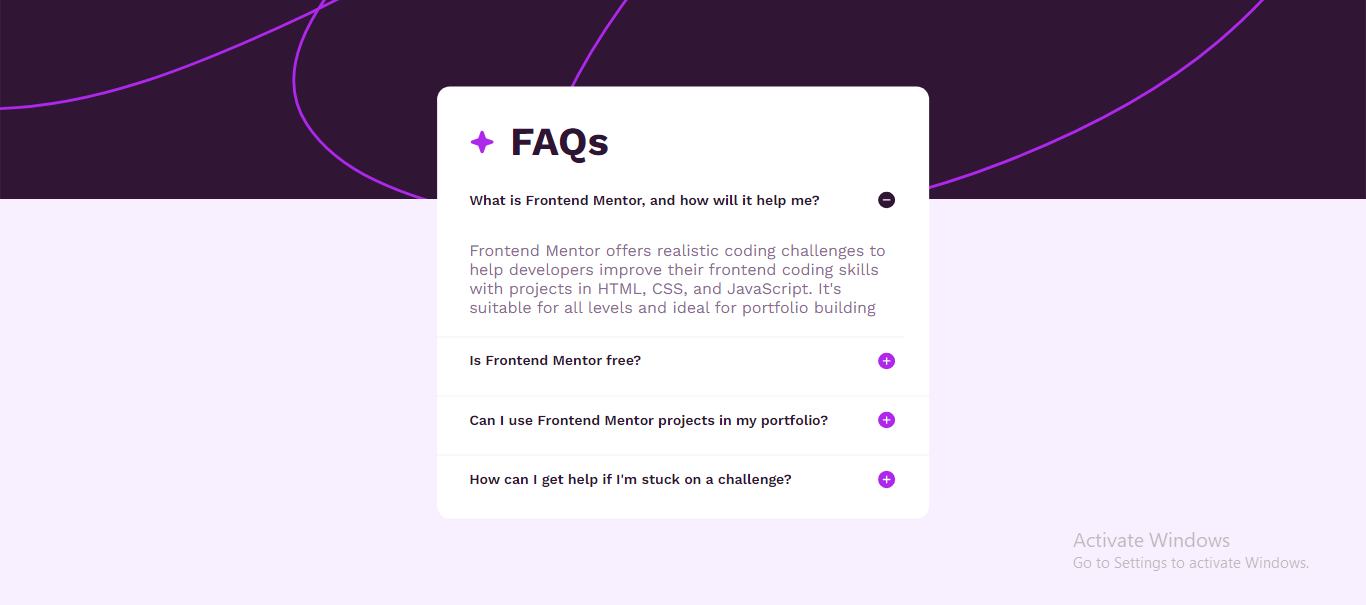 FAQs
What is Frontend Mentor, and how will it help me?
Frontend Mentor offers realistic coding challenges to
help developers improve their frontend coding skills
with projects in HTML, CSS, and JavaScript. It's
suitable for all levels and ideal for portfolio building
Is Frontend Mentor free?
Can I use Frontend Mentor projects in my portfolio?
How can I get help if I'm stuck on a challenge?
Activate Windows
Go to Settings to activate Windows.